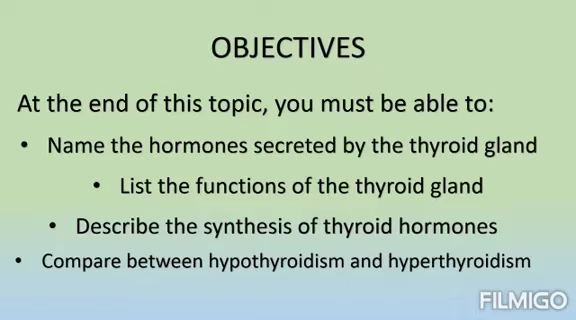 OBJECTIVES
At the end of this topic, you must be able to:
• Name the hormones secreted by the thyroid gland
• List the functions of the thyroid gland
• Describe the synthesis of thyroid hormones
• Compare between hypothyroidism and hyperthyroidism
FILMIGO